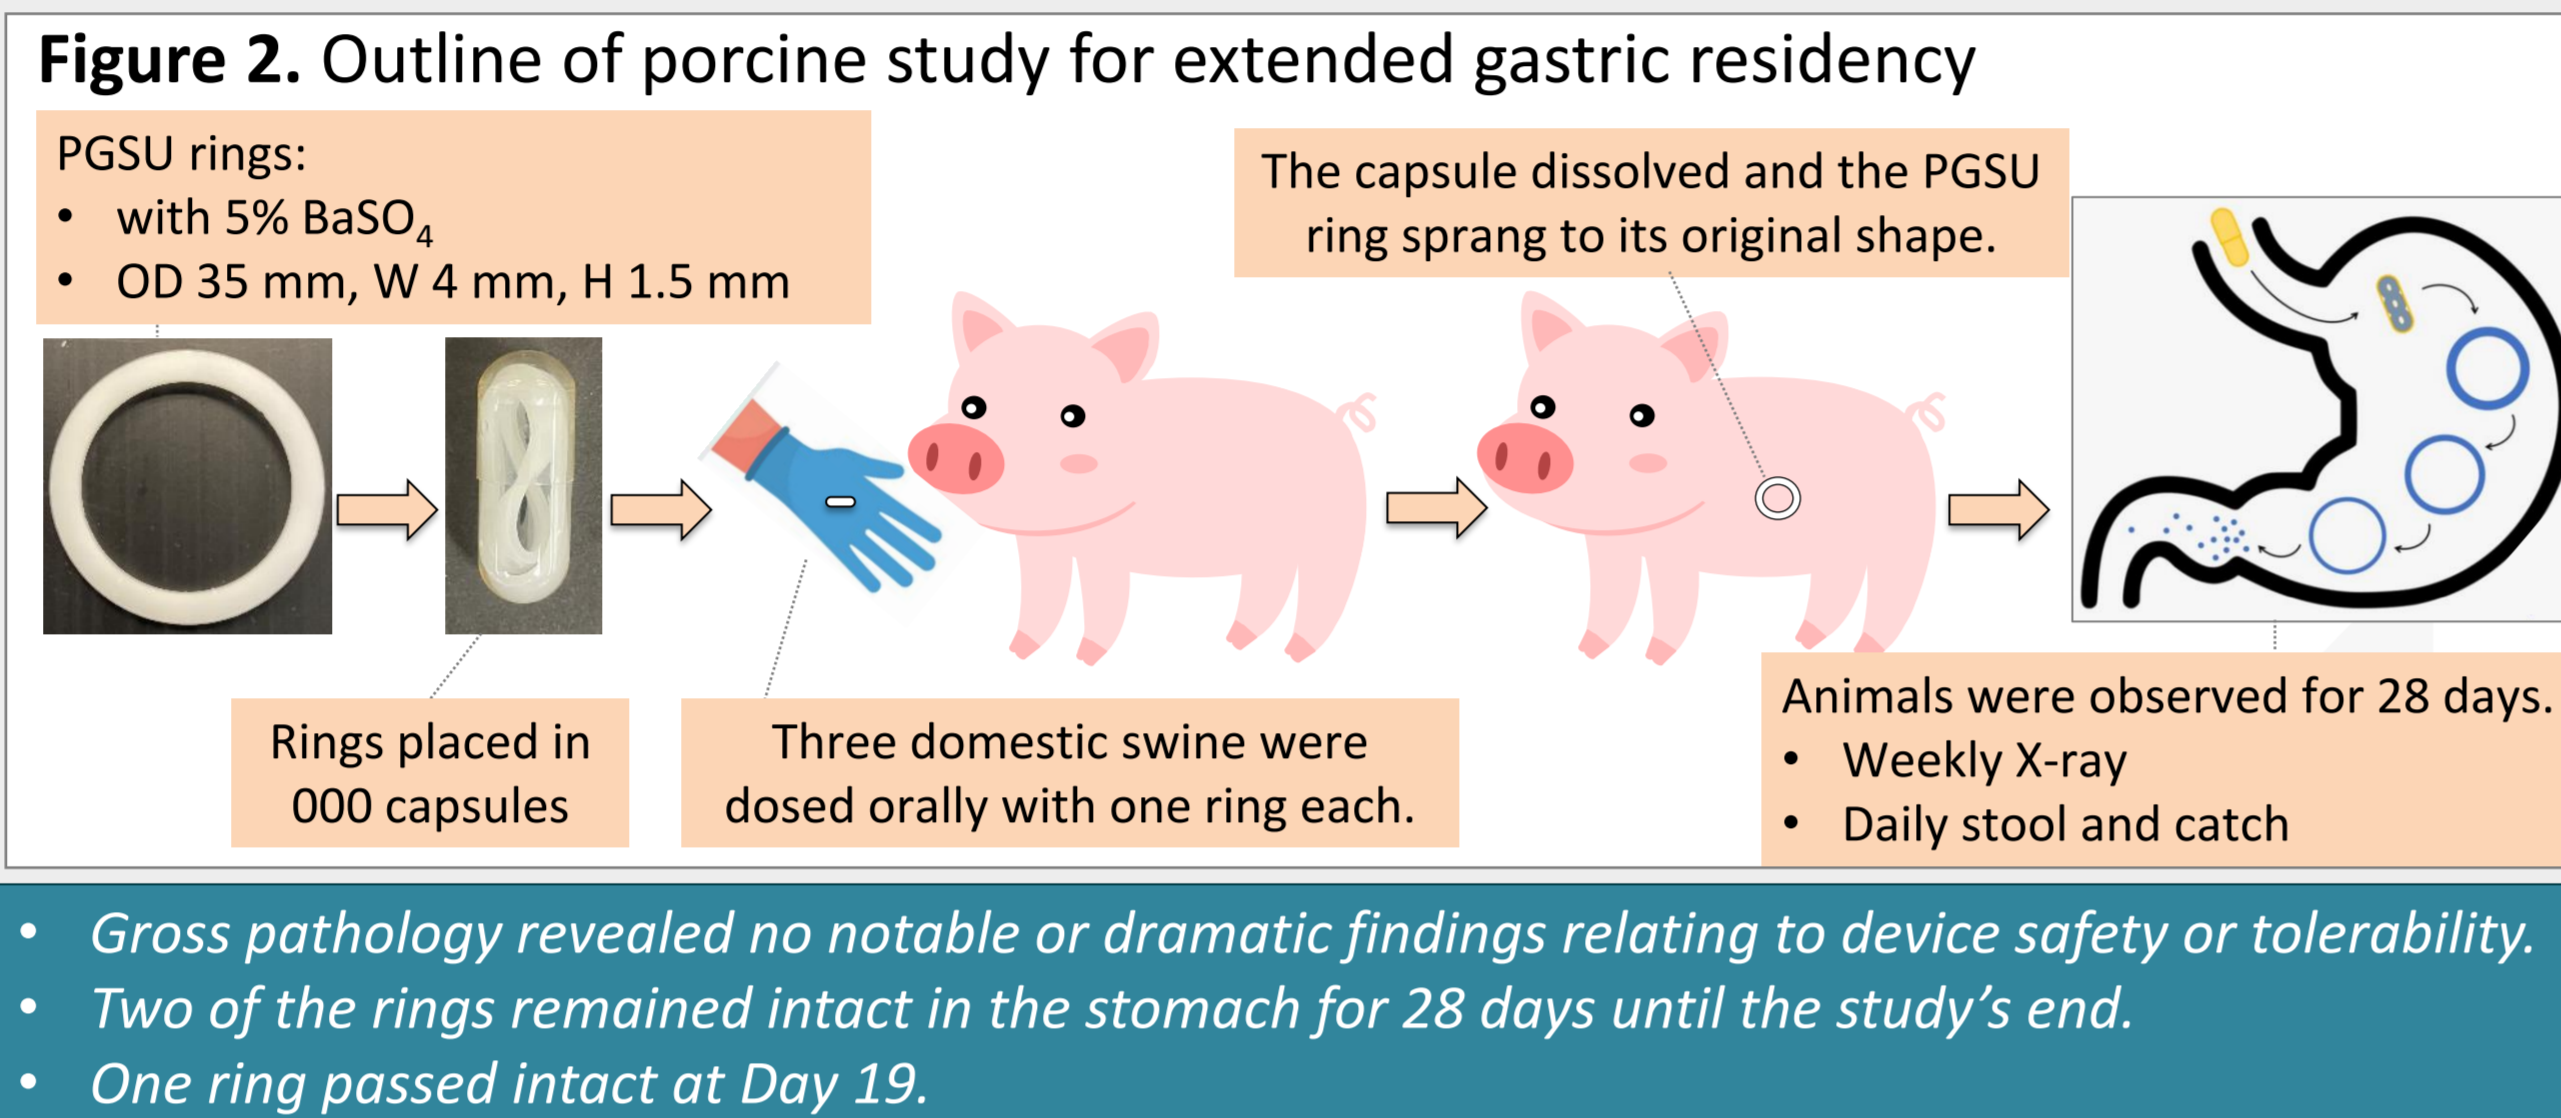 Figure 2. Outline of porcine study for extended gastric residency
PGSU rings:
• with 5% BaSO₄
• OD 35 mm, W 4 mm, H 1.5 mm
The capsule dissolved and the PGSU
ring sprang to its original shape.
Rings placed in
000 capsules
Three domestic swine were
dosed orally with one ring each.
Animals were observed for 28 days.
• Weekly X-ray
• Daily stool and catch
• Gross pathology revealed no notable or dramatic findings relating to device safety or tolerability.
• Two of the rings remained intact in the stomach for 28 days until the study’s end.
• One ring passed intact at Day 19.